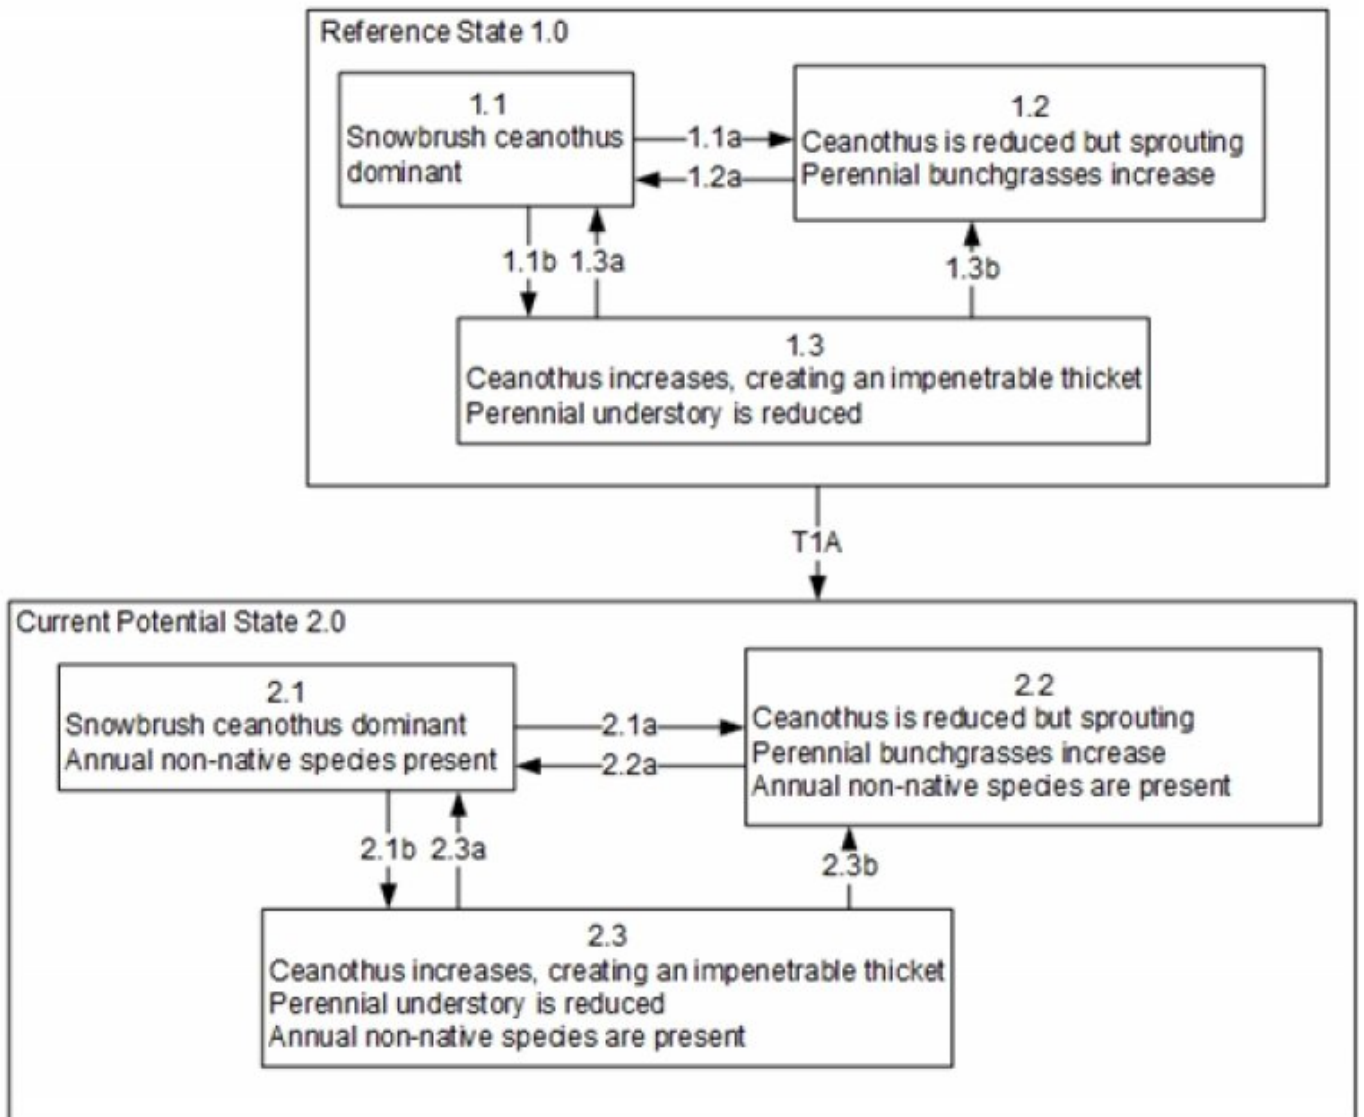 Reference State 1.0
1.1
Snowbrush ceanothus
dominant
1.1a
1.2a
1.2
Ceanothus is reduced but sprouting
Perennial bunchgrasses increase
1.1b
1.3a
1.3b
1.3
Ceanothus increases, creating an impenetrable thicket
Perennial understory is reduced
T1A
Current Potential State 2.0
2.1
Snowbrush ceanothus dominant
Annual non-native species present
2.1a
2.2a
2.2
Ceanothus is reduced but sprouting
Perennial bunchgrasses increase
Annual non-native species are present
2.1b
2.3a
2.3b
2.3
Ceanothus increases, creating an impenetrable thicket
Perennial understory is reduced
Annual non-native species are present